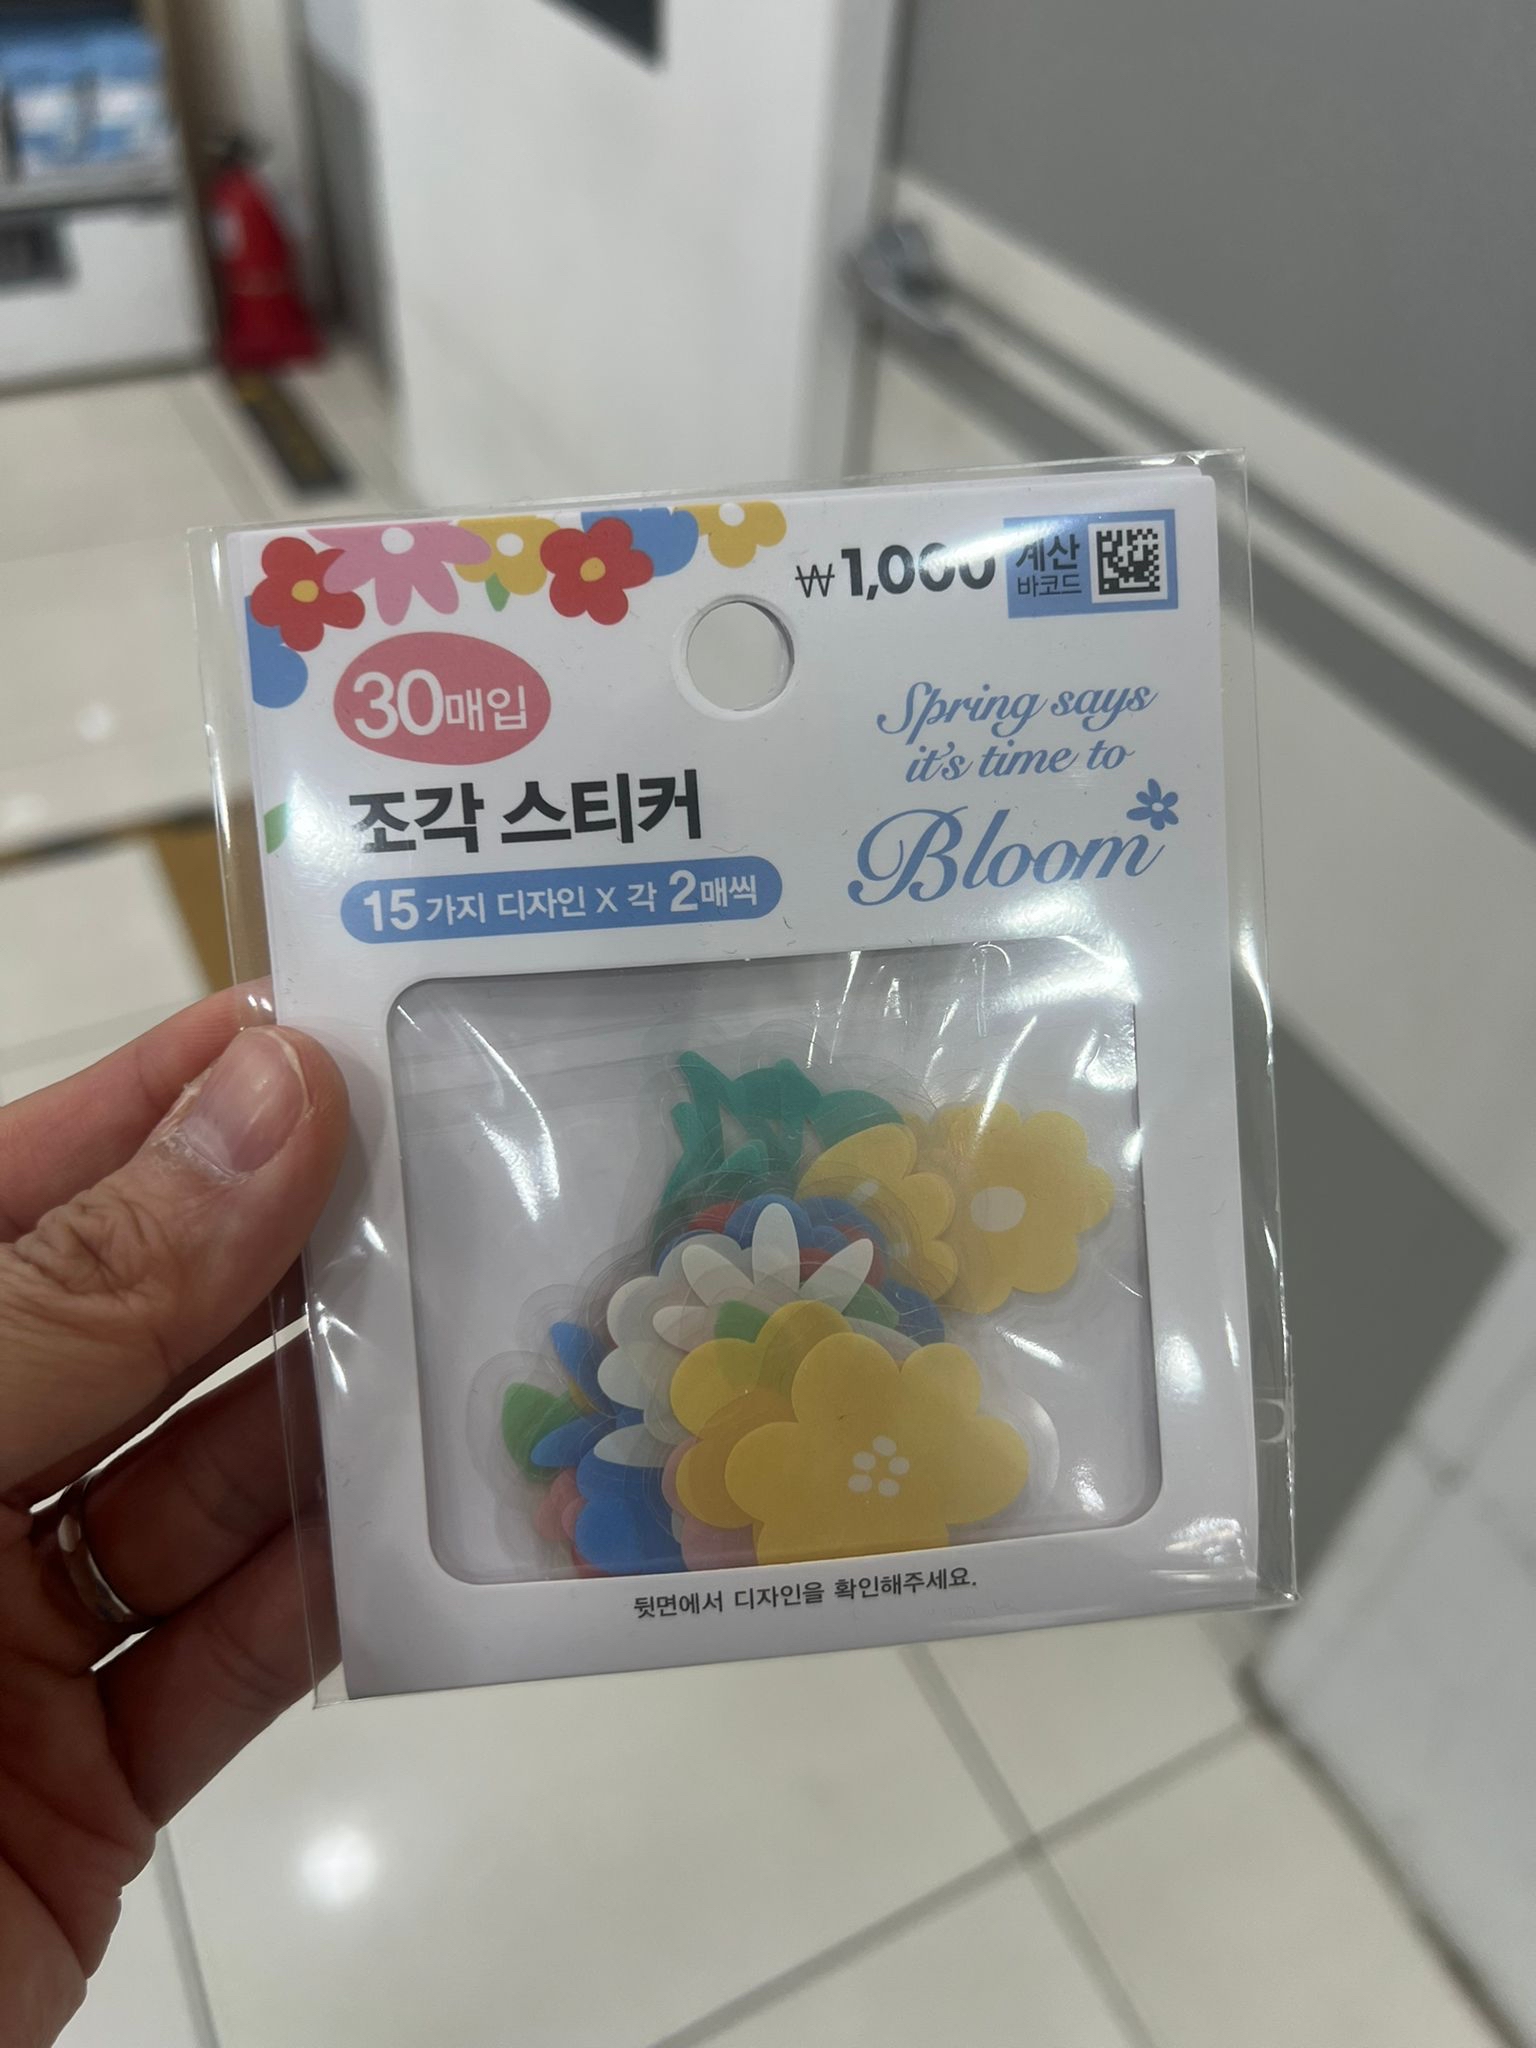 ₩1,000
계산
바코드
30매입
조각 스티커
15가지 디자인 X 각 2매씩
Spring says
it's time to
Bloom
뒷면에서 디자인을 확인해주세요.